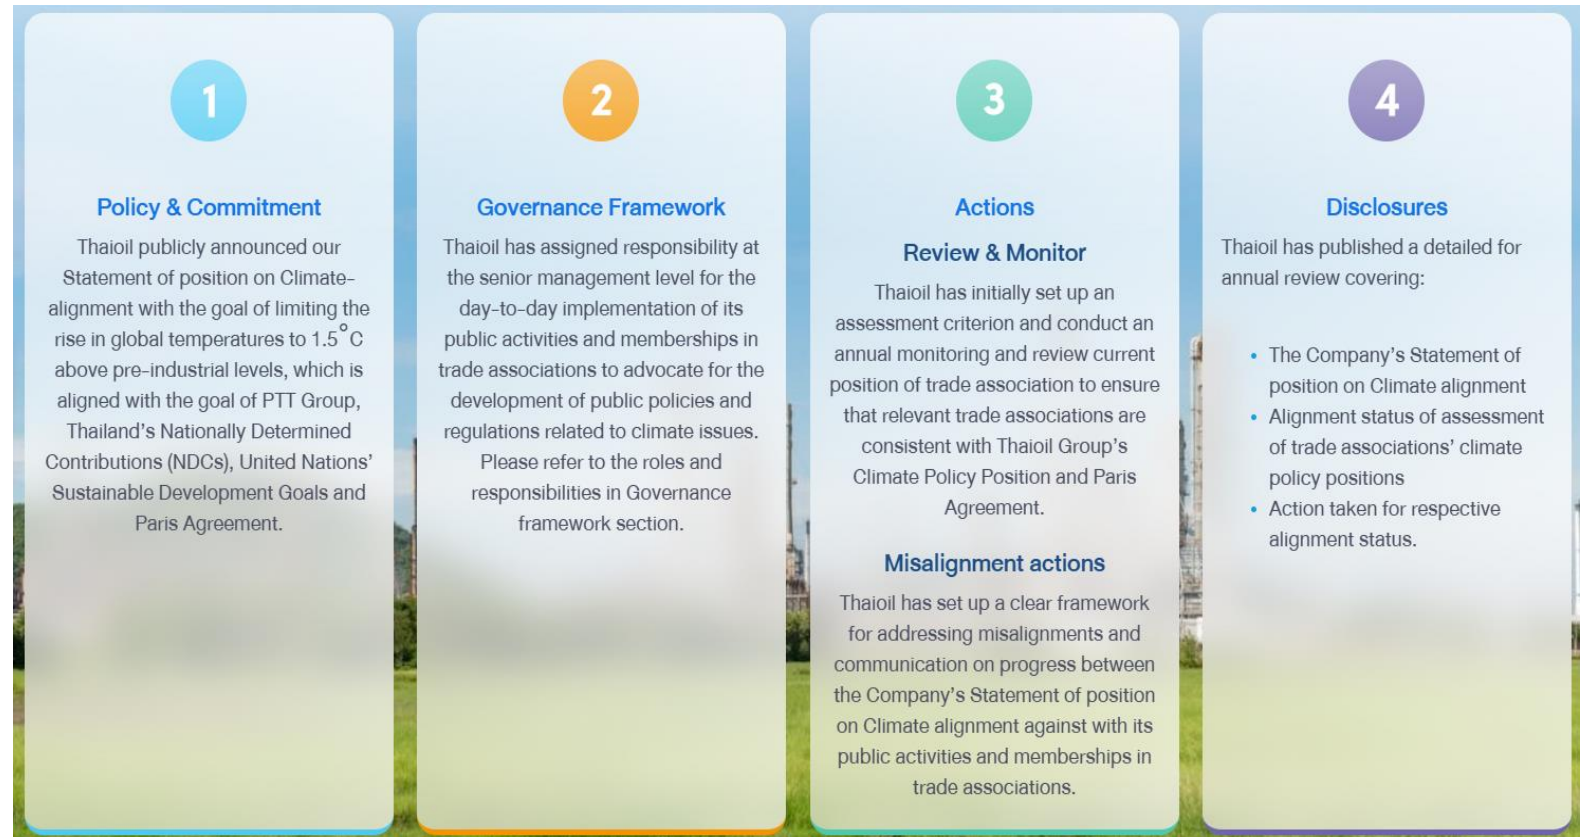 1
Policy & Commitment
Thaioil publicly announced our
Statement of position on Climate-
alignment with the goal of limiting the
rise in global temperatures to 1.5°C
above pre-industrial levels, which is
aligned with the goal of PTT Group,
Thailand's Nationally Determined
Contributions (NDCs), United Nations'
Sustainable Development Goals and
Paris Agreement.
2
Governance Framework
Thaioil has assigned responsibility at
the senior management level for the
day-to-day implementation of its
public activities and memberships in
trade associations to advocate for the
development of public policies and
regulations related to climate issues.
Please refer to the roles and
responsibilities in Governance
framework section.
3
Actions
Review & Monitor
Thaioil has initially set up an
assessment criterion and conduct an
annual monitoring and review current
position of trade association to ensure
that relevant trade associations are
consistent with Thaioil Group's
Climate Policy Position and Paris
Agreement.
Misalignment actions
Thaioil has set up a clear framework
for addressing misalignments and
communication on progress between
the Company's Statement of position
on Climate alignment against with its
public activities and memberships in
trade associations.
4
Disclosures
Thaioil has published a detailed for
annual review covering:
• The Company's Statement of
position on Climate alignment
• Alignment status of assessment
of trade associations' climate
policy positions
• Action taken for respective
alignment status.